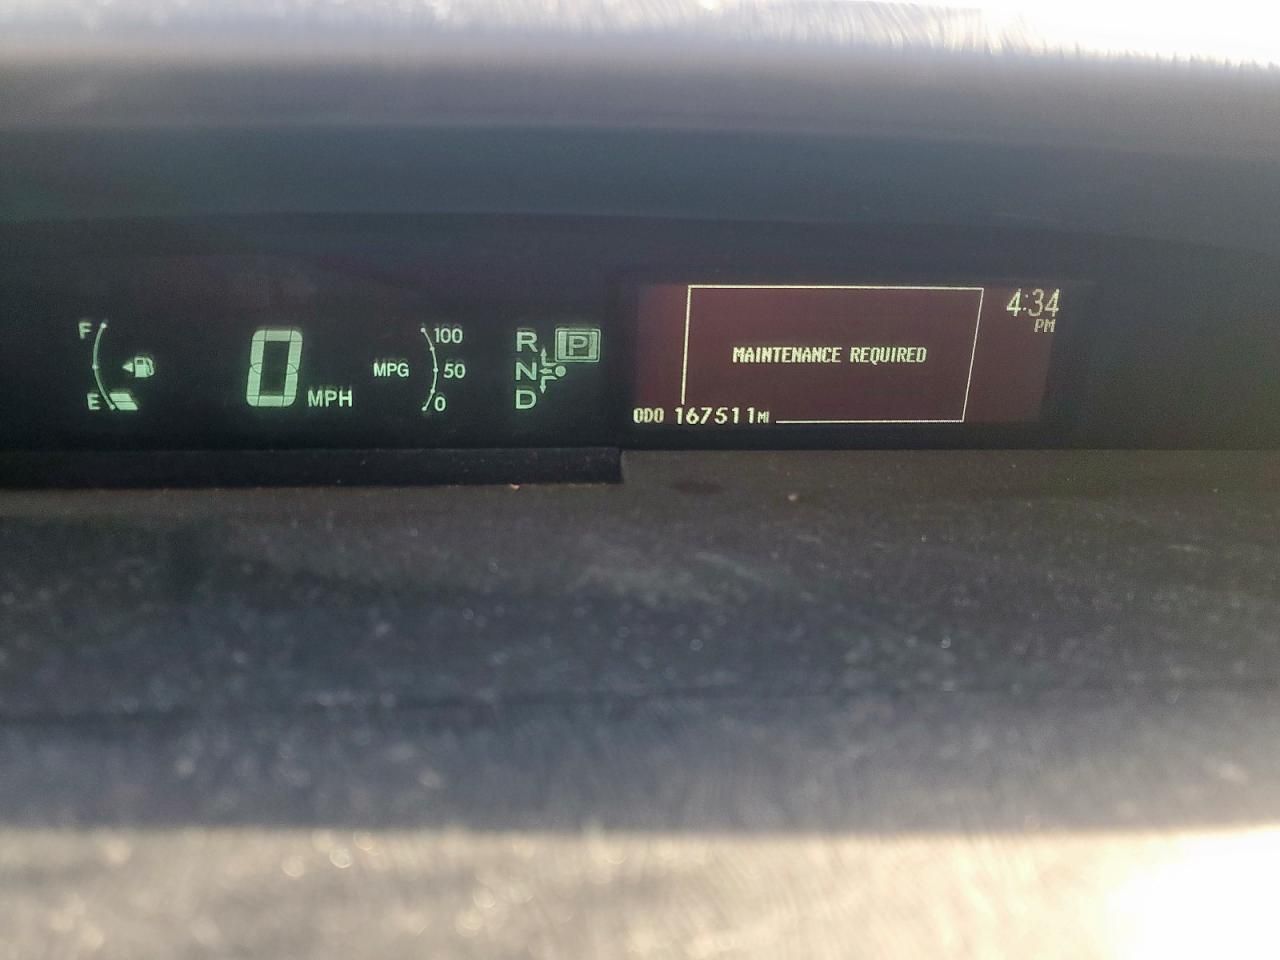 F
E
0 MPH
MPG
100
50
0
R P
N
D
MAINTENANCE REQUIRED
4:34
PM
ODO 167511MI